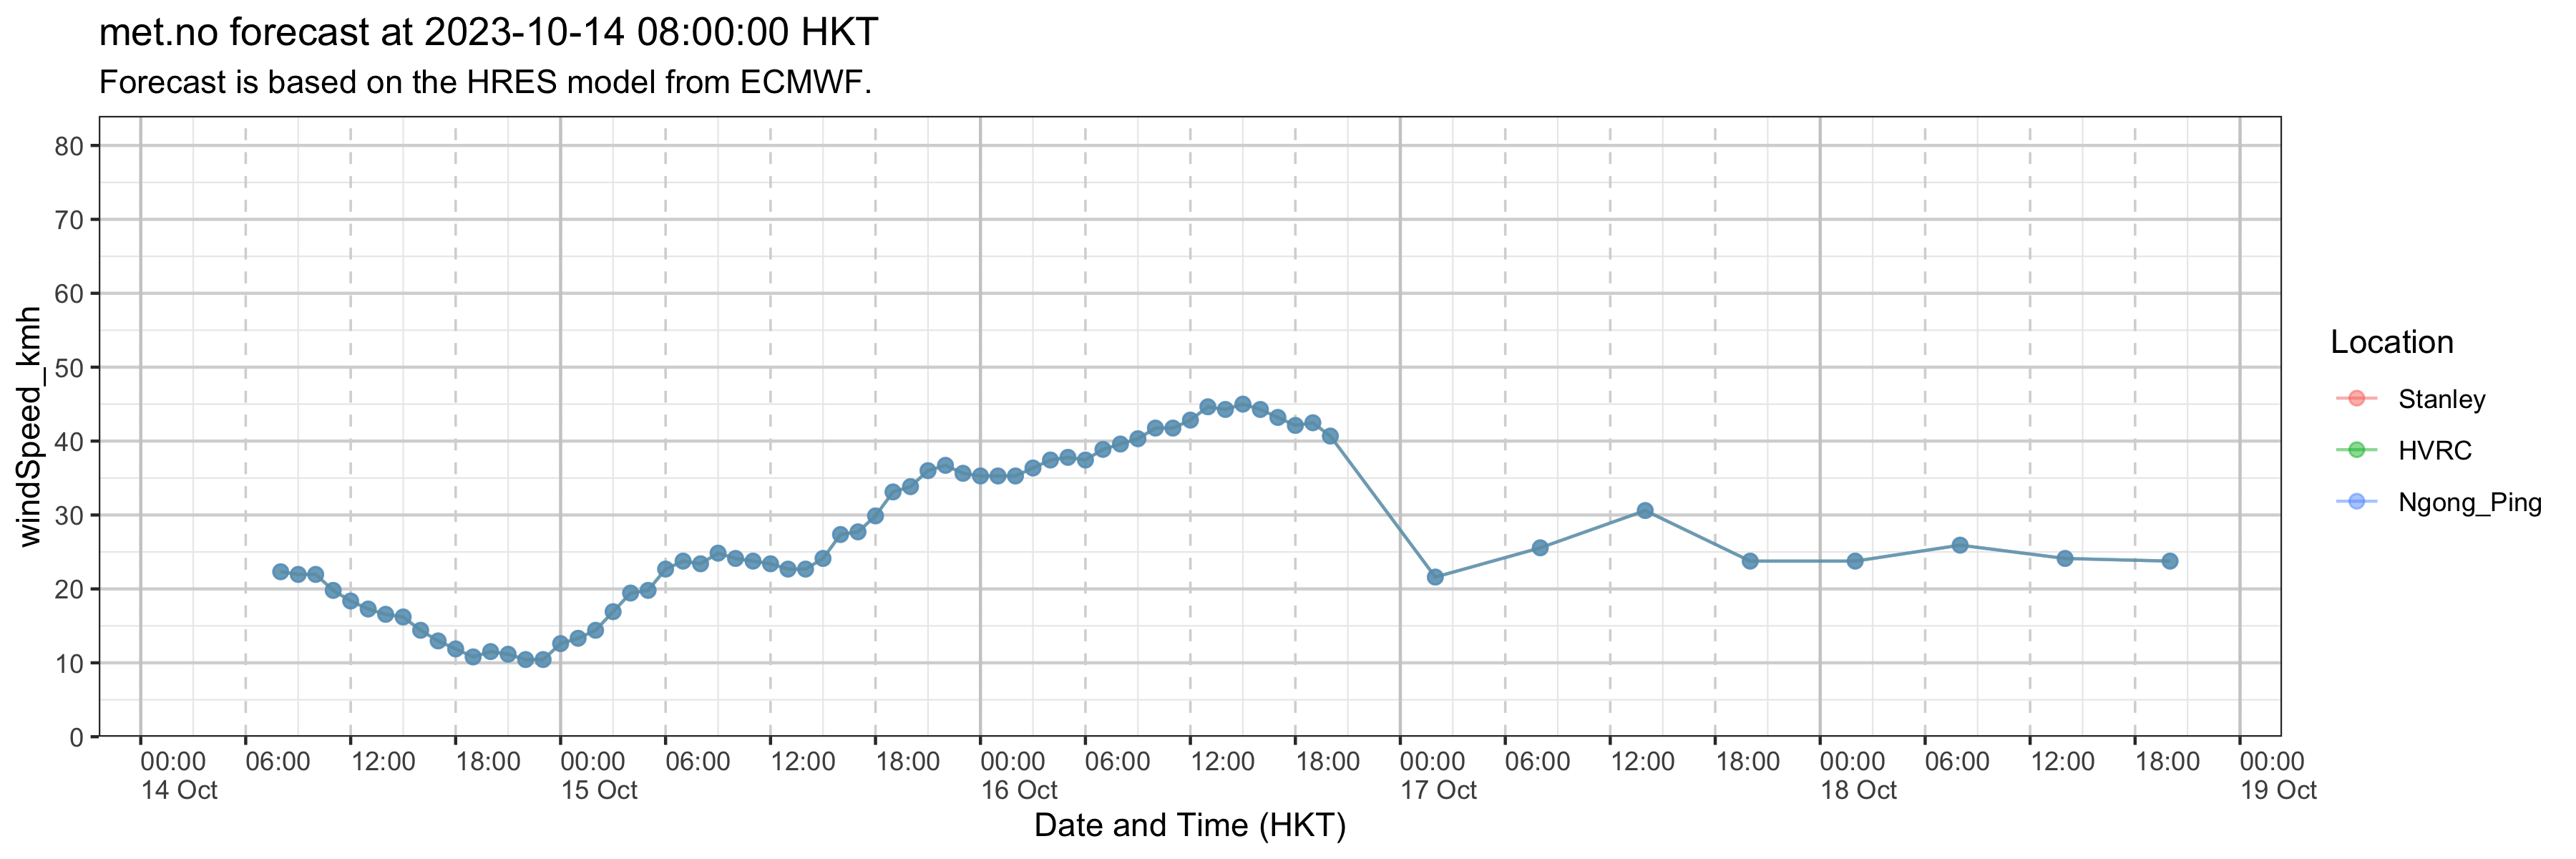 met.no forecast at 2023-10-14 08:00:00 HKT
Forecast is based on the HRES model from ECMWF.
windSpeed_kmh
80
70
60
50
40
30
20
10
0
00:00 06:00 12:00 18:00 00:00 06:00 12:00 18:00 00:00 06:00 12:00 18:00 00:00 06:00 12:00 18:00 00:00 06:00 12:00 18:00 00:00
14 Oct 15 Oct 16 Oct 17 Oct 18 Oct 19 Oct
Date and Time (HKT)
Location
Stanley
HVRC
Ngong_Ping